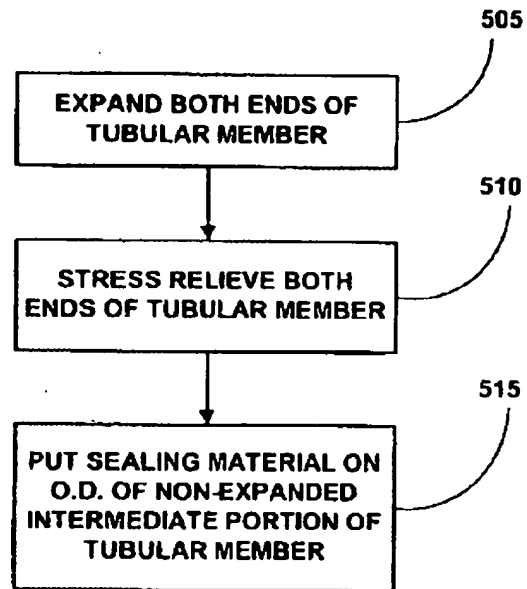 505
EXPAND BOTH ENDS OF
TUBULAR MEMBER
510
STRESS RELIEVE BOTH
ENDS OF TUBULAR MEMBER
515
PUT SEALING MATERIAL ON
O.D. OF NON-EXPANDED
INTERMEDIATE PORTION OF
TUBULAR MEMBER